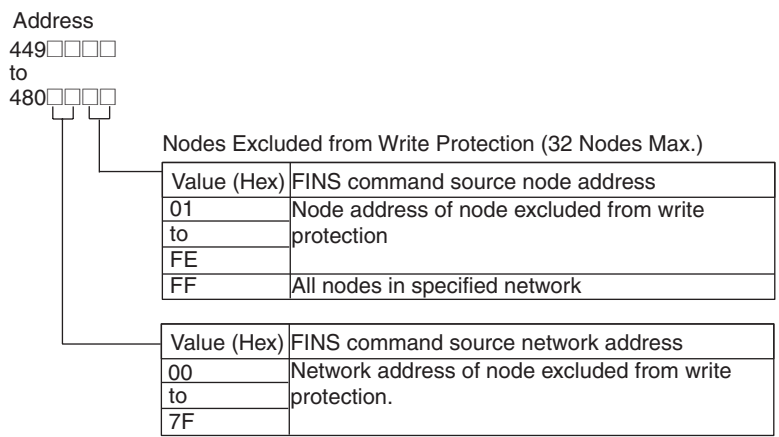 Address
449□□□□
to
480□□□□
Nodes Excluded from Write Protection (32 Nodes Max.)
Value (Hex) FINS command source node address
01 Node address of node excluded from write
to protection
FE
FF All nodes in specified network
Value (Hex) FINS command source network address
00 Network address of node excluded from write
to protection.
7F